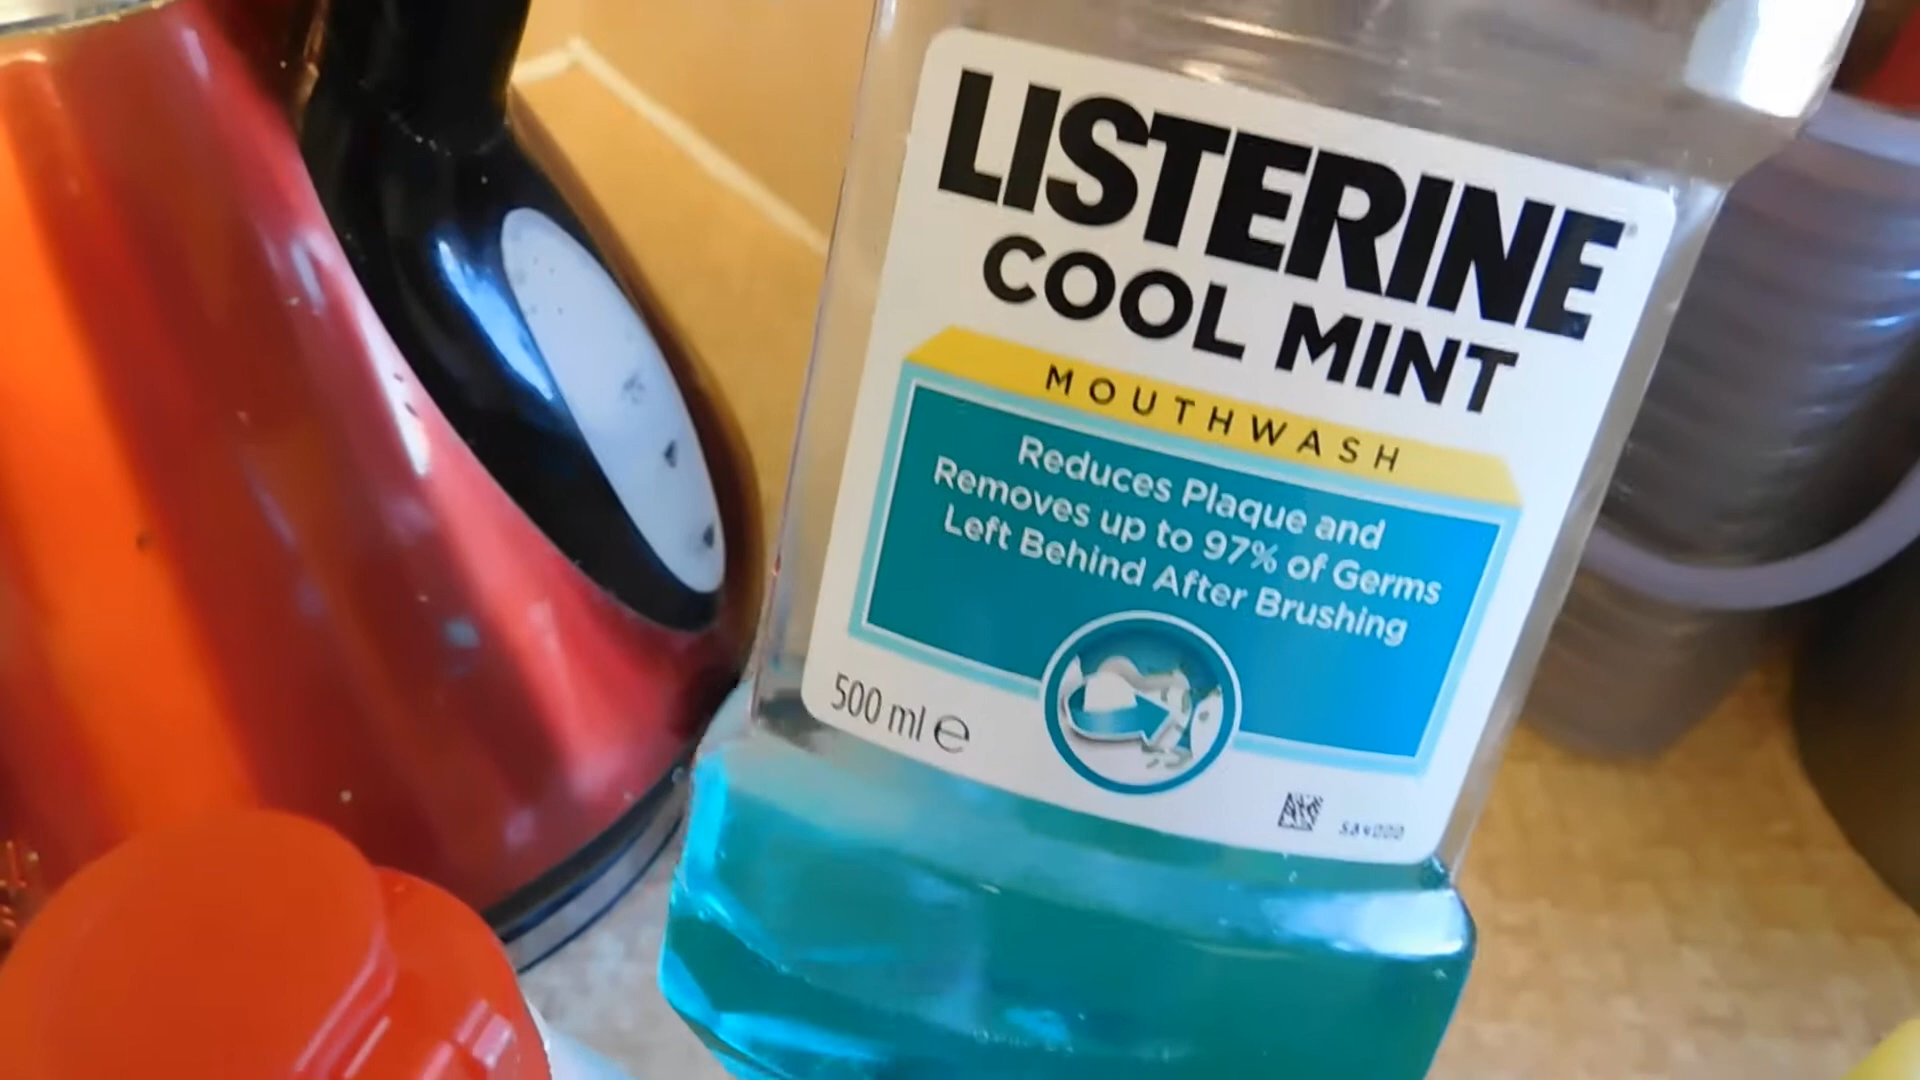 LISTERINE
COOL MINT
MOUTHWASH
Reduces Plaque and
Removes up to 97% of Germs
Left Behind After Brushing
500 ml ℮